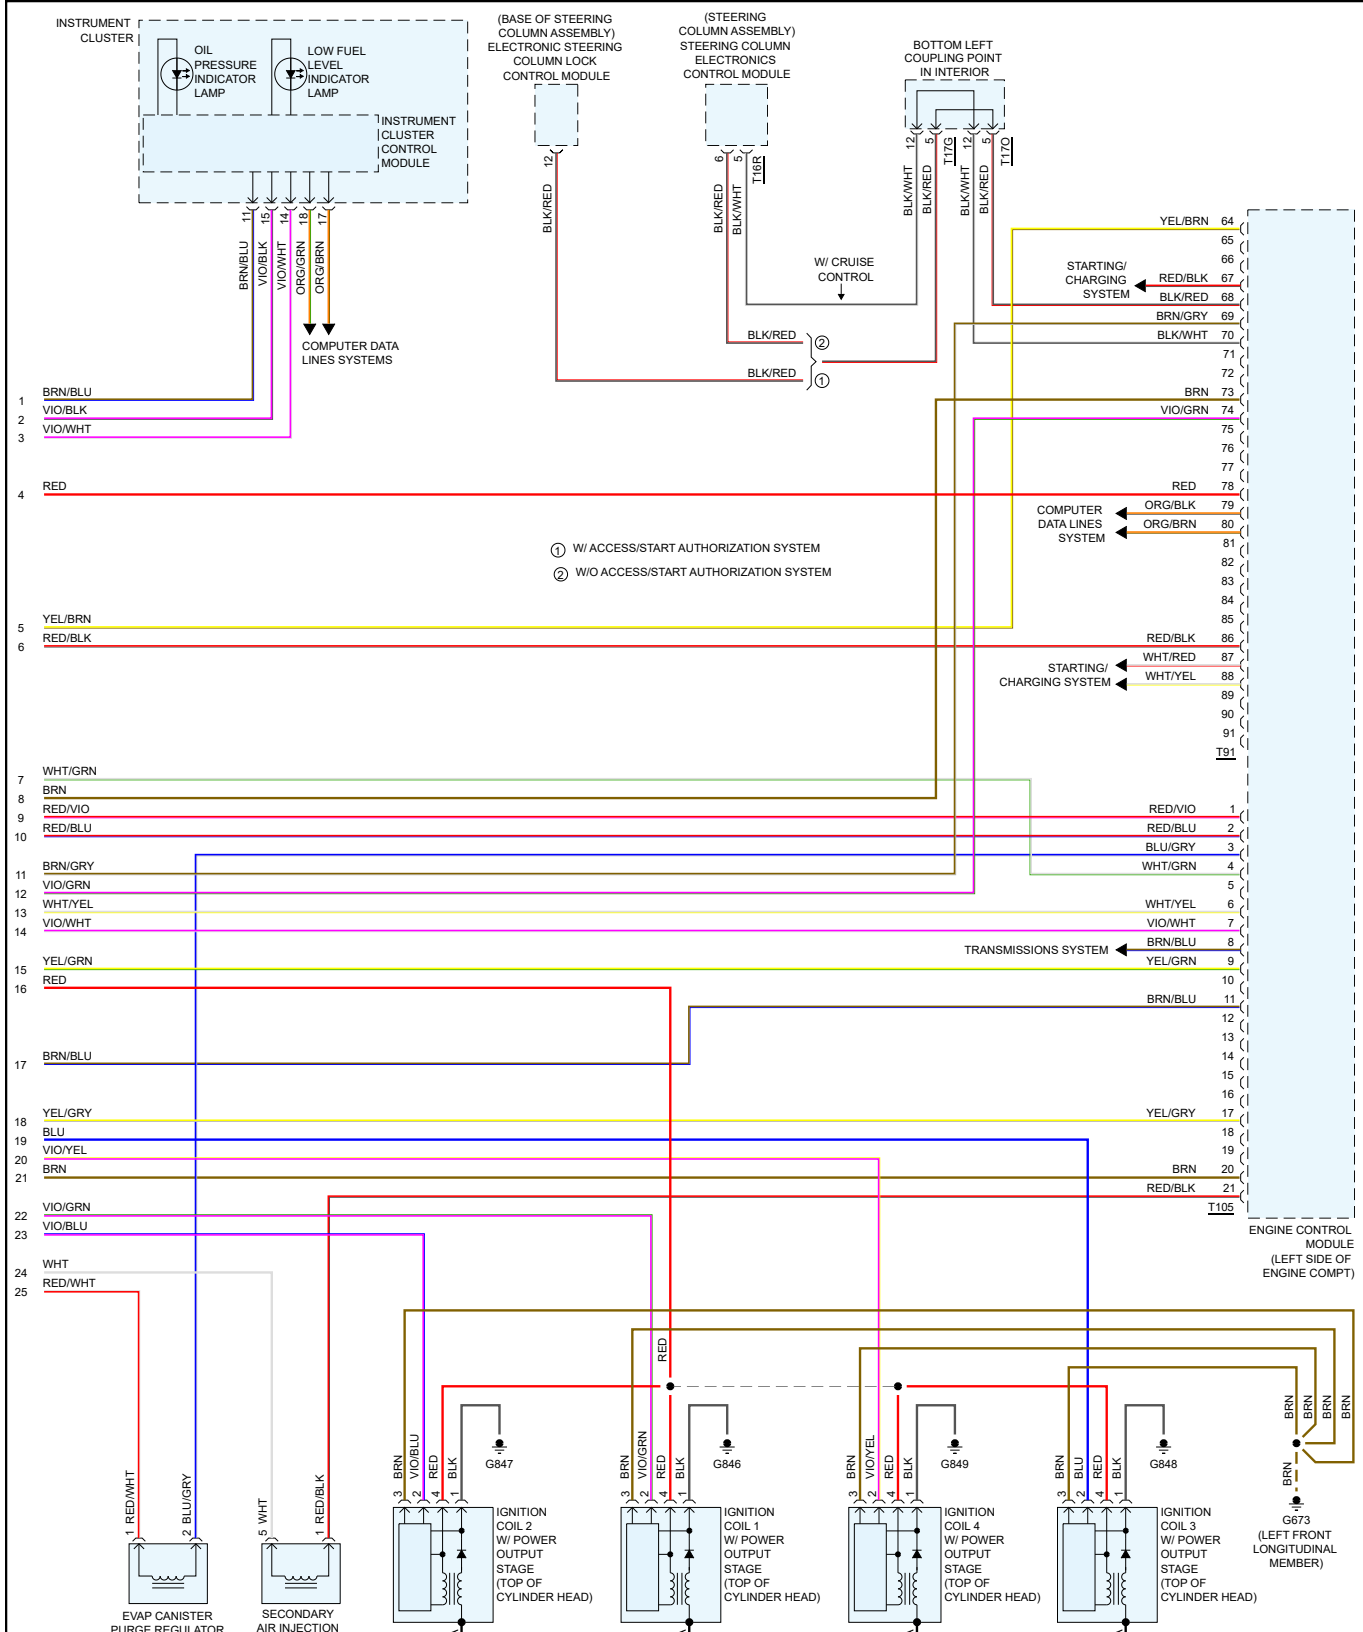 INSTRUMENT
CLUSTER
OIL
PRESSURE
INDICATOR
LAMP
LOW FUEL
LEVEL
INDICATOR
LAMP
INSTRUMENT
CLUSTER
CONTROL
MODULE
11
15
14
18
17
BRN/BLU
VIO/BLK
VIO/WHT
ORG/GRN
ORG/BRN
COMPUTER DATA
LINES SYSTEMS
(BASE OF STEERING
COLUMN ASSEMBLY)
ELECTRONIC STEERING
COLUMN LOCK
CONTROL MODULE
12
BLK/RED
(STEERING
COLUMN ASSEMBLY)
STEERING COLUMN
ELECTRONICS
CONTROL MODULE
6
5
T16R
BLK/RED
BLK/WHT
BOTTOM LEFT
COUPLING POINT
IN INTERIOR
12
5
T17G
12
5
T17O
BLK/WHT
BLK/RED
BLK/WHT
BLK/RED
W/ CRUISE
CONTROL
BLK/RED
2
BLK/RED
1
1 W/ ACCESS/START AUTHORIZATION SYSTEM
2 W/O ACCESS/START AUTHORIZATION SYSTEM
1 BRN/BLU
2 VIO/BLK
3 VIO/WHT
4 RED
5 YEL/BRN
6 RED/BLK
7 WHT/GRN
8 BRN
9 RED/VIO
10 RED/BLU
11 BRN/GRY
12 VIO/GRN
13 WHT/YEL
14 VIO/WHT
15 YEL/GRN
16 RED
17 BRN/BLU
18 YEL/GRY
19 BLU
20 VIO/YEL
21 BRN
22 VIO/GRN
23 VIO/BLU
24 WHT
25 RED/WHT
YEL/BRN 64
65
66
STARTING/
CHARGING
SYSTEM
RED/BLK 67
BLK/RED 68
BRN/GRY 69
BLK/WHT 70
71
72
BRN 73
VIO/GRN 74
75
76
77
RED 78
COMPUTER
DATA LINES
SYSTEM
ORG/BLK 79
ORG/BRN 80
81
82
83
84
85
RED/BLK 86
STARTING/
CHARGING SYSTEM
WHT/RED 87
WHT/YEL 88
89
90
91
T91
RED/VIO 1
RED/BLU 2
BLU/GRY 3
WHT/GRN 4
5
WHT/YEL 6
VIO/WHT 7
TRANSMISSIONS SYSTEM BRN/BLU 8
YEL/GRN 9
10
BRN/BLU 11
12
13
14
15
16
YEL/GRY 17
18
19
BRN 20
RED/BLK 21
T105
ENGINE CONTROL
MODULE
(LEFT SIDE OF
ENGINE COMPT)
1 RED/WHT
2 BLU/GRY
EVAP CANISTER
PURGE REGULATOR
5 WHT
1 RED/BLK
SECONDARY
AIR INJECTION
3 BRN
2 VIO/BLU
4 RED
1 BLK
G847
IGNITION
COIL 2
W/ POWER
OUTPUT
STAGE
(TOP OF
CYLINDER HEAD)
RED
3 BRN
2 VIO/GRN
4 RED
1 BLK
G846
IGNITION
COIL 1
W/ POWER
OUTPUT
STAGE
(TOP OF
CYLINDER HEAD)
3 BRN
2 VIO/YEL
4 RED
1 BLK
G849
IGNITION
COIL 4
W/ POWER
OUTPUT
STAGE
(TOP OF
CYLINDER HEAD)
3 BRN
2 BLU
4 RED
1 BLK
G848
IGNITION
COIL 3
W/ POWER
OUTPUT
STAGE
(TOP OF
CYLINDER HEAD)
BRN
BRN
BRN
BRN
BRN
G673
(LEFT FRONT
LONGITUDINAL
MEMBER)